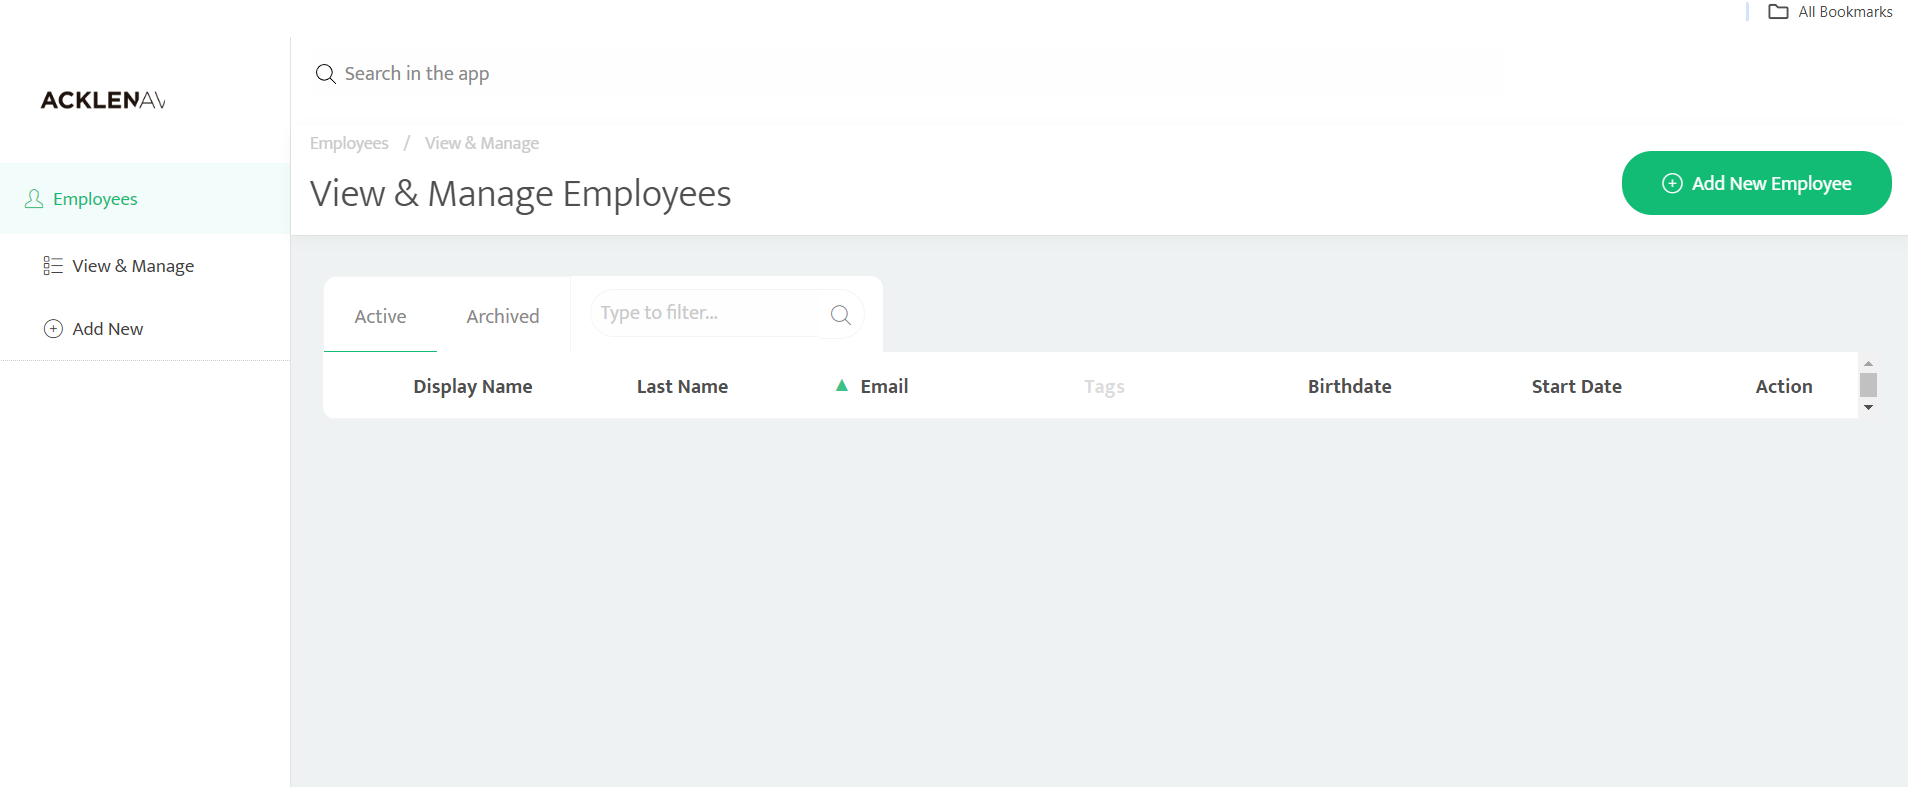 All Bookmarks
ACKLENAV
Search in the app
Employees / View & Manage
View & Manage Employees
Add New Employee
Employees
View & Manage
Add New
Active
Archived
Type to filter...
Display Name
Last Name
Email
Tags
Birthdate
Start Date
Action